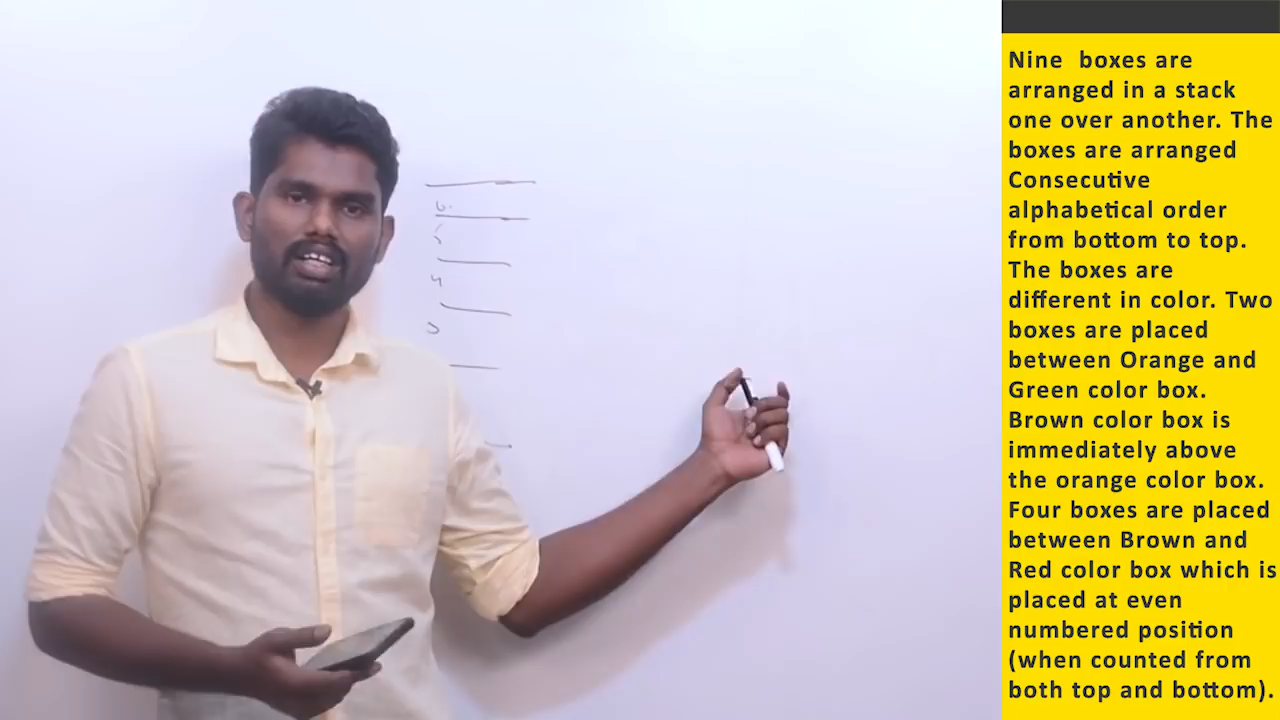 Nine  boxes are
arranged in a stack
one over another. The
boxes are arranged
Consecutive
alphabetical order
from bottom to top.
The boxes are
different in color. Two
boxes are placed
between Orange and
Green color box.
Brown color box is
immediately above
the orange color box.
Four boxes are placed
between Brown and
Red color box which is
placed at even
numbered position
(when counted from
both top and bottom).